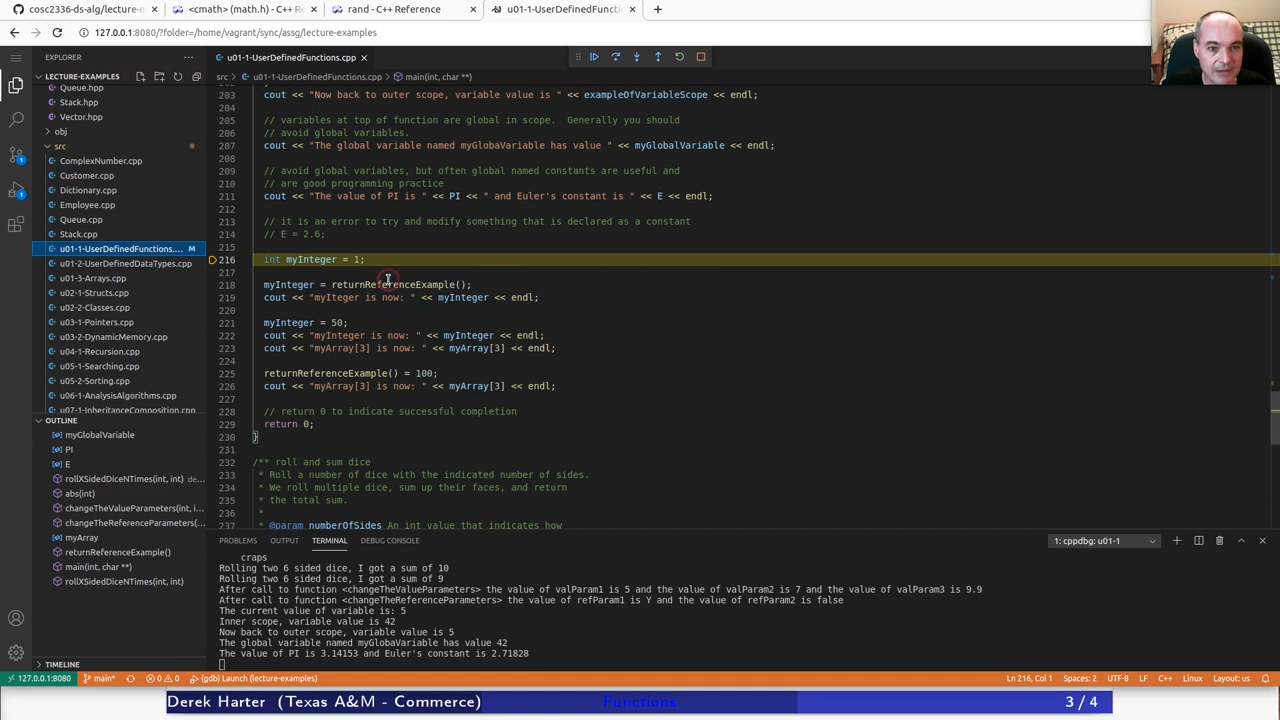 cosc2336-ds-alg/lecture-e
<cmath> (math.h) - C++ R
rand - C++ Reference
u01-1-UserDefinedFuncti
127.0.0.1:8080/?folder=/home/vagrant/sync/assg/lecture-examples
EXPLORER
LECTURE-EXAMPLES
Queue.hpp
Stack.hpp
Vector.hpp
obj
src
ComplexNumber.cpp
Customer.cpp
Dictionary.cpp
Employee.cpp
Queue.cpp
Stack.cpp
u01-1-UserDefinedFunctions.... M
u01-2-UserDefinedDataTypes.cpp
u01-3-Arrays.cpp
u02-1-Structs.cpp
u02-2-Classes.cpp
u03-1-Pointers.cpp
u03-2-DynamicMemory.cpp
u04-1-Recursion.cpp
u05-1-Searching.cpp
u05-2-Sorting.cpp
u06-1-AnalysisAlgorithms.cpp
u07-1-InheritanceComposition.cpp
OUTLINE
myGlobalVariable
PI
E
rollXSidedDiceNTimes(int, int) de...
abs(int)
changeTheValueParameters(int, int...
changeTheReferenceParameters(...
myArray
returnReferenceExample()
main(int, char **)
rollXSidedDiceNTimes(int, int)
TIMELINE
u01-1-UserDefinedFunctions.cpp
src > u01-1-UserDefinedFunctions.cpp > main(int, char **)
203 cout << "Now back to outer scope, variable value is " << exampleOfVariableScope << endl;
204
205 // variables at top of function are global in scope.  Generally you should
206 // avoid global variables.
207 cout << "The global variable named myGlobaVariable has value " << myGlobalVariable << endl;
208
209 // avoid global variables, but often global named constants are useful and
210 // are good programming practice
211 cout << "The value of PI is " << PI << " and Euler's constant is " << E << endl;
212
213 // it is an error to try and modify something that is declared as a constant
214 // E = 2.6;
215
216 int myInteger = 1;
217
218 myInteger = returnReferenceExample();
219 cout << "myIteger is now: " << myInteger << endl;
220
221 myInteger = 50;
222 cout << "myInteger is now: " << myInteger << endl;
223 cout << "myArray[3] is now: " << myArray[3] << endl;
224
225 returnReferenceExample() = 100;
226 cout << "myArray[3] is now: " << myArray[3] << endl;
227
228 // return 0 to indicate successful completion
229 return 0;
230 }
231
232 /** roll and sum dice
233 * Roll a number of dice with the indicated number of sides.
234 * We roll multiple dice, sum up their faces, and return
235 * the total sum.
236 *
237 * @param numberOfSides An int value that indicates how
PROBLEMS OUTPUT TERMINAL DEBUG CONSOLE
1: cppdbg: u01-1
craps
Rolling two 6 sided dice, I got a sum of 10
Rolling two 6 sided dice, I got a sum of 9
After call to function <changeTheValueParameters> the value of valParam1 is 5 and the value of valParam2 is 7 and the value of valParam3 is 9.9
After call to function <changeTheReferenceParameters> the value of refParam1 is Y and the value of refParam2 is false
The current value of variable is: 5
Inner scope, variable value is 42
Now back to outer scope, variable value is 5
The global variable named myGlobaVariable has value 42
The value of PI is 3.14153 and Euler's constant is 2.71828
127.0.0.1:8080 main* 0 0 (gdb) Launch (lecture-examples) Ln 216, Col 1 Spaces: 2 UTF-8 LF C++ Linux Layout: us
Derek Harter (Texas A&M - Commerce) Functions 3 / 4